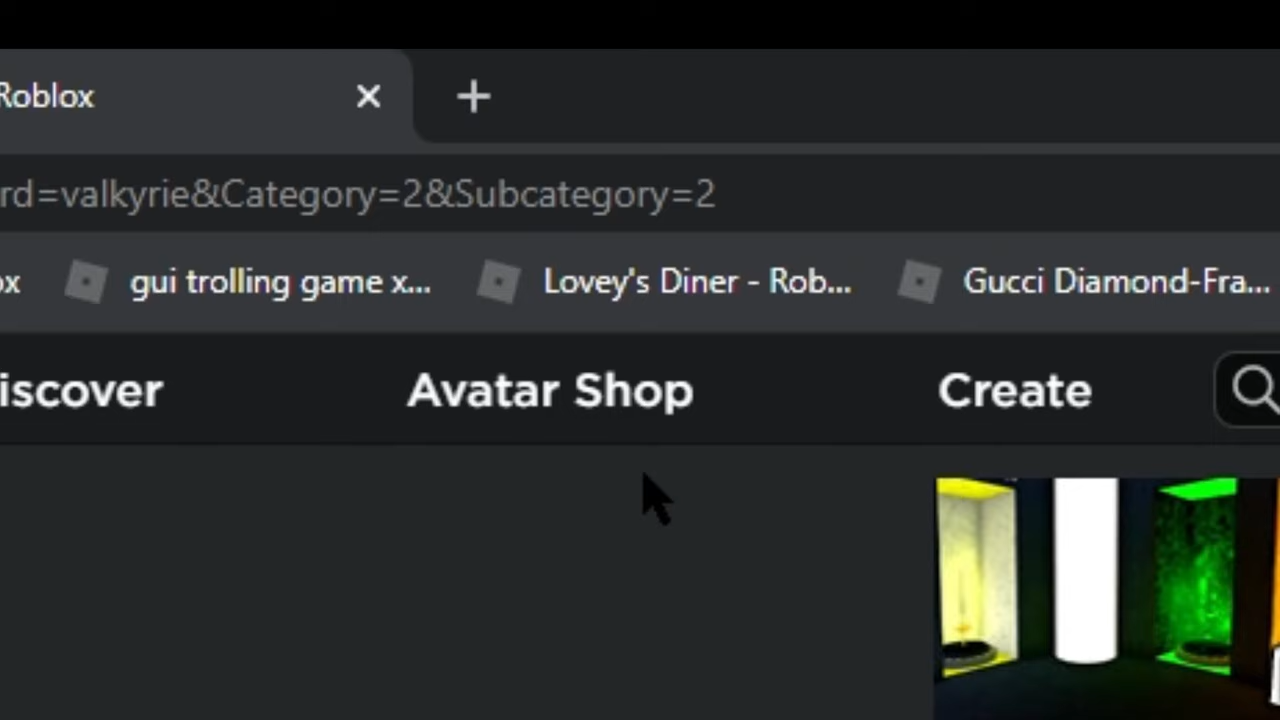 Roblox
rd=valkyrie&Category=2&Subcategory=2
ox gui trolling game x... Lovey's Diner - Rob... Gucci Diamond-Fra...
iscover Avatar Shop Create